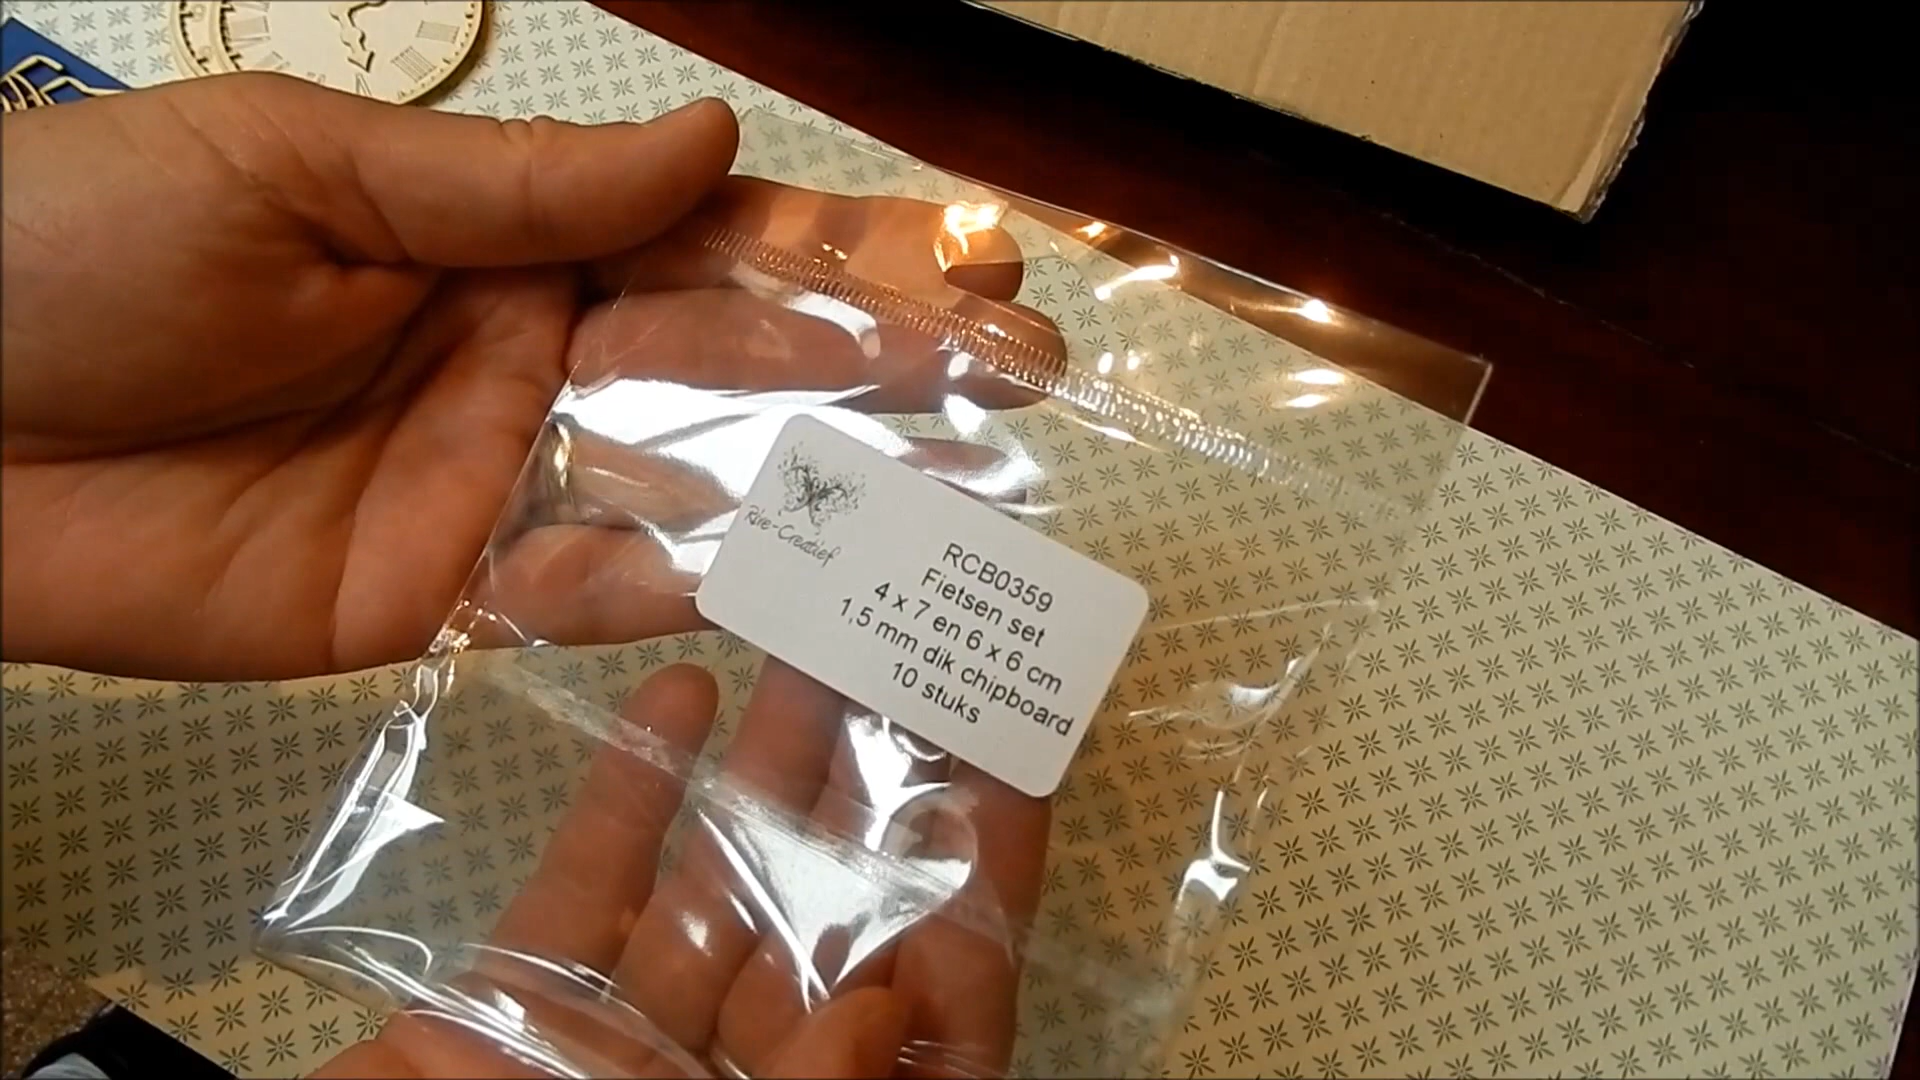 Rire-Creatief
RCB0359
Fietsen set
4 x 7 en 6 x 6 cm
1,5 mm dik chipboard
10 stuks